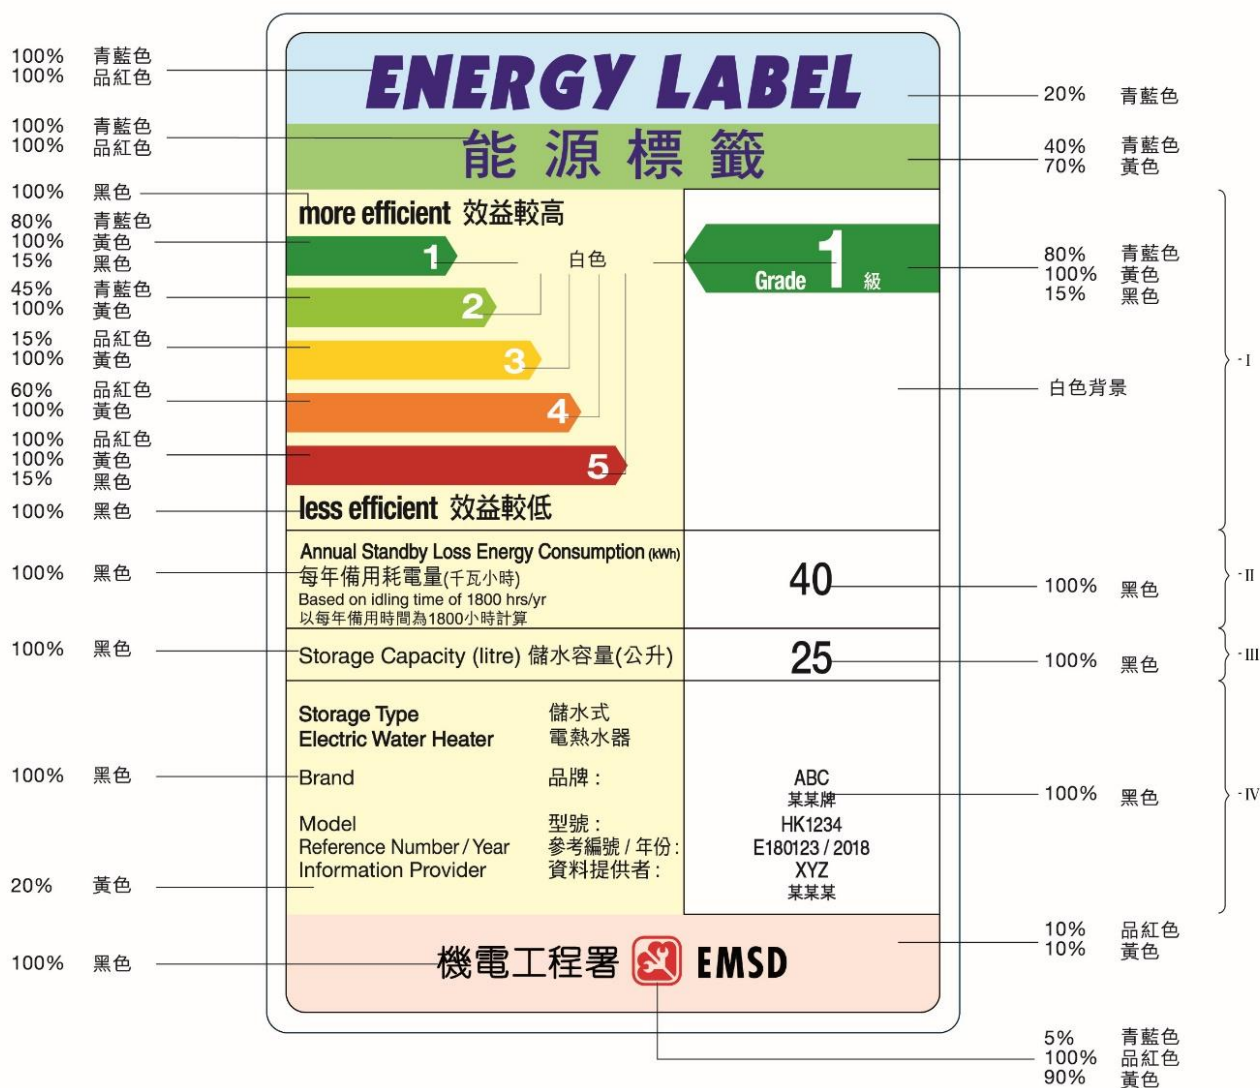 ENERGY LABEL
能源標籤
100% 青藍色
100% 品紅色
100% 青藍色
100% 品紅色
100% 黑色
80% 青藍色
100% 黃色
15% 黑色
45% 青藍色
100% 黃色
15% 品紅色
100% 黃色
60% 品紅色
100% 黃色
100% 品紅色
100% 黃色
15% 黑色
100% 黑色
100% 黑色
100% 黑色
100% 黑色
20% 黃色
100% 黑色
more efficient 效益較高
1
2
3
4
5
白色
less efficient 效益較低
1
Grade 級
Annual Standby Loss Energy Consumption (kWh)
每年備用耗電量(千瓦小時)
Based on idling time of 1800 hrs/yr
以每年備用時間為1800小時計算
40
Storage Capacity (litre) 儲水容量(公升)
25
Storage Type 儲水式
Electric Water Heater 電熱水器
Brand 品牌 : ABC
某某牌
Model 型號 : HK1234
Reference Number / Year 參考編號 / 年份 : E180123 / 2018
Information Provider 資料提供者 : XYZ
某某某
機電工程署 EMSD
20% 青藍色
40% 青藍色
70% 黃色
80% 青藍色
100% 黃色
15% 黑色
白色背景
100% 黑色
100% 黑色
100% 黑色
10% 品紅色
10% 黃色
5% 青藍色
100% 品紅色
90% 黃色
- I
- II
- III
- IV